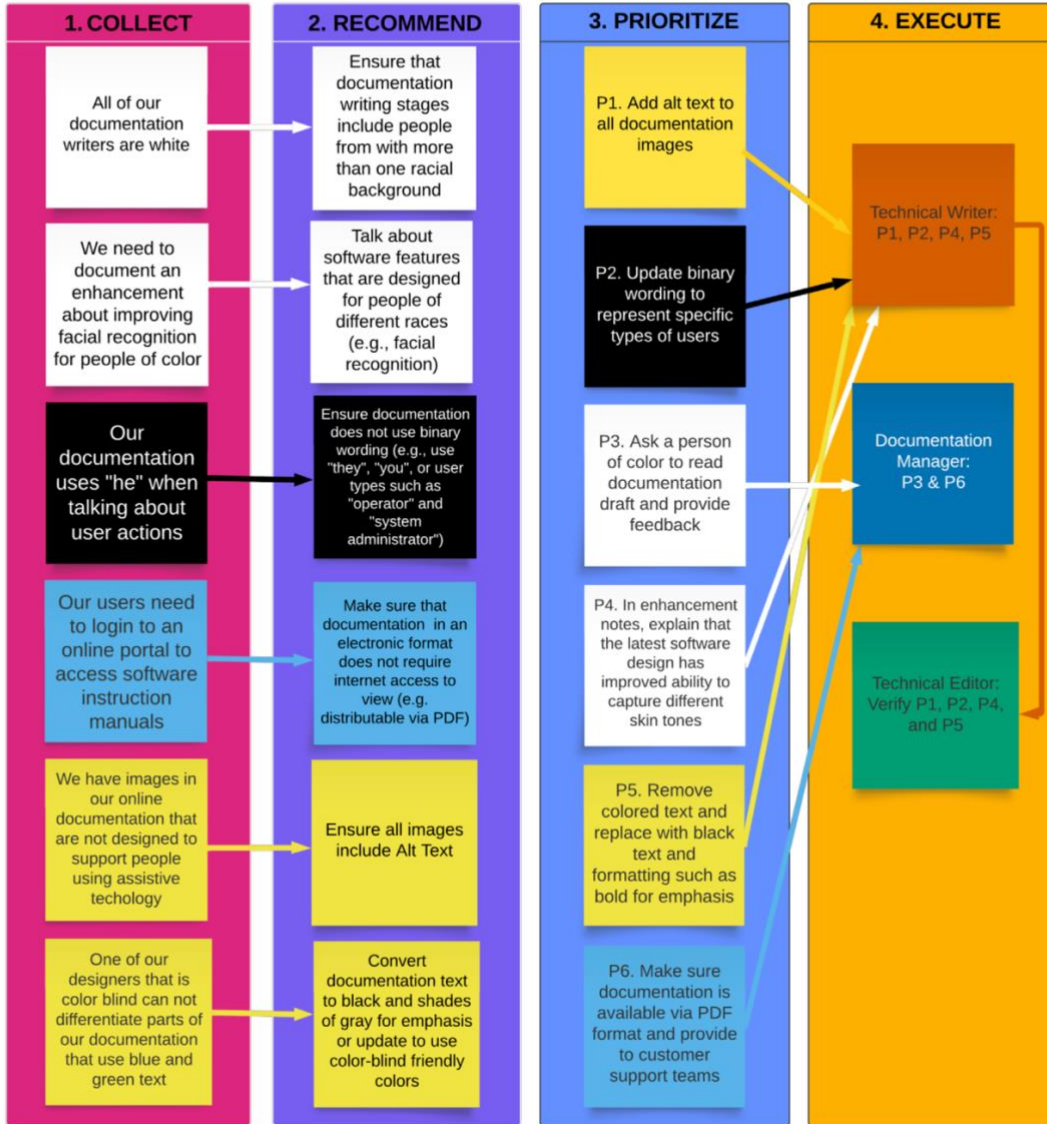 1. COLLECT
All of our
documentation
writers are white
We need to
document an
enhancement
about improving
facial recognition
for people of color
Our
documentation
uses "he" when
talking about
user actions
Our users need
to login to an
online portal to
access software
instruction
manuals
We have images in
our online
documentation
that are not
designed to
support people
using assistive
techology
One of our
designers that is
color blind can not
differentiate parts of
our documentation
that use blue and
green text
2. RECOMMEND
Ensure that
documentation
writing stages
include people
from with more
than one racial
background
Talk about
software features
that are designed
for people of
different races
(e.g., facial
recognition)
Ensure documentation
does not use binary
wording (e.g., use
"they", "you", or user
types such as
"operator" and
"system
administrator")
Make sure that
documentation in an
electronic format
does not require
internet access to
view (e.g.
distributable via PDF)
Ensure all images
include Alt Text
Convert
documentation text
to black and shades
of gray for emphasis
or update to use
color-blind friendly
colors
3. PRIORITIZE
P1. Add alt text to
all documentation
images
P2. Update binary
wording to
represent specific
types of users
P3. Ask a person
of color to read
documentation
draft and provide
feedback
P4. In enhancement
notes, explain that
the latest software
design has
improved ability to
capture different
skin tones
P5. Remove
colored text and
replace with black
text and
formatting such as
bold for emphasis
P6. Make sure
documentation is
available via PDF
format and provide
to customer
support teams
4. EXECUTE
Technical Writer:
P1, P2, P4, P5
Documentation
Manager:
P3 & P6
Technical Editor:
Verify P1, P2, P4,
and P5